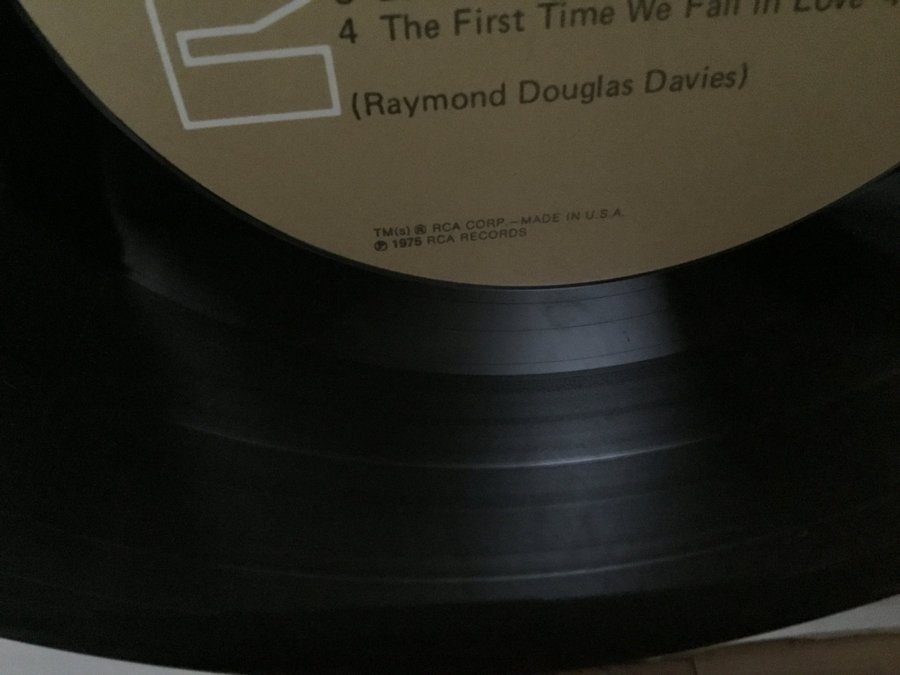 4 The First Time We Fall In Love
(Raymond Douglas Davies)
TM(s) ® RCA CORP.—MADE IN U.S.A.
℗ 1975 RCA RECORDS